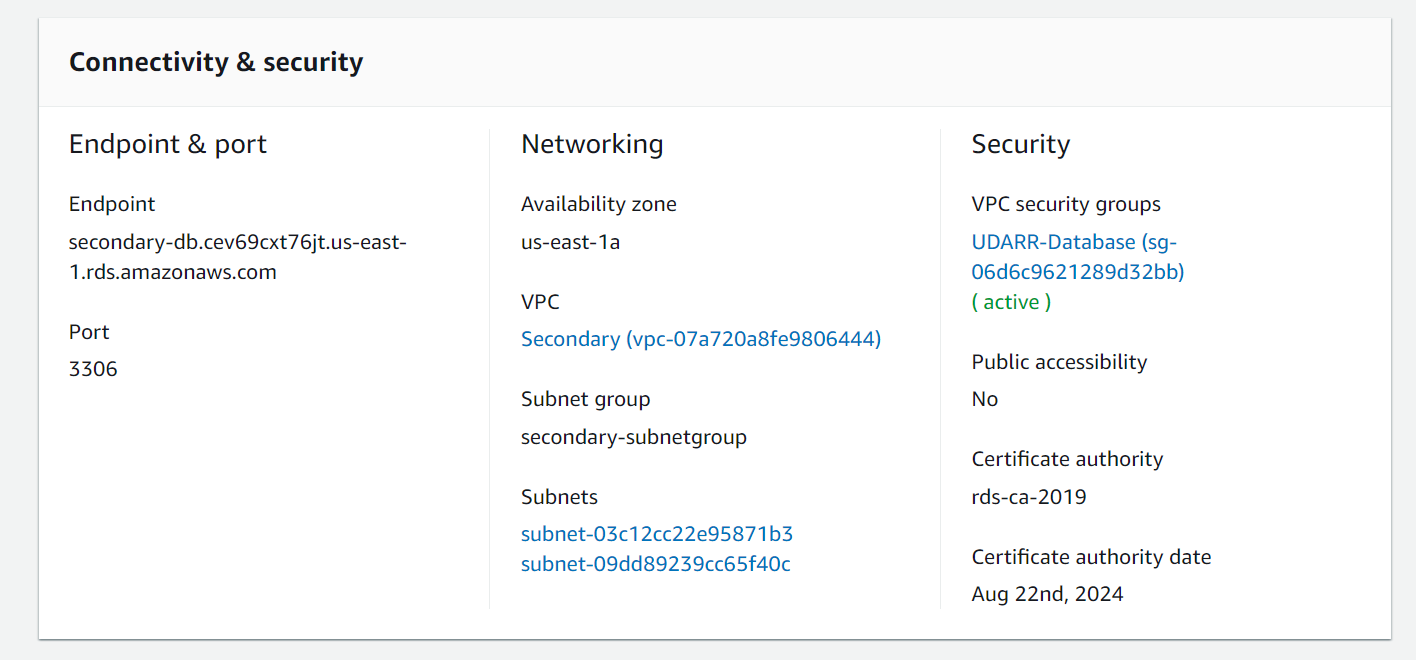 Connectivity & security
Endpoint & port
Endpoint
secondary-db.cev69cxt76jt.us-east-
1.rds.amazonaws.com
Port
3306
Networking
Availability zone
us-east-1a
VPC
Secondary (vpc-07a720a8fe9806444)
Subnet group
secondary-subnetgroup
Subnets
subnet-03c12cc22e95871b3
subnet-09dd89239cc65f40c
Security
VPC security groups
UDARR-Database (sg-
06d6c9621289d32bb)
( active )
Public accessibility
No
Certificate authority
rds-ca-2019
Certificate authority date
Aug 22nd, 2024